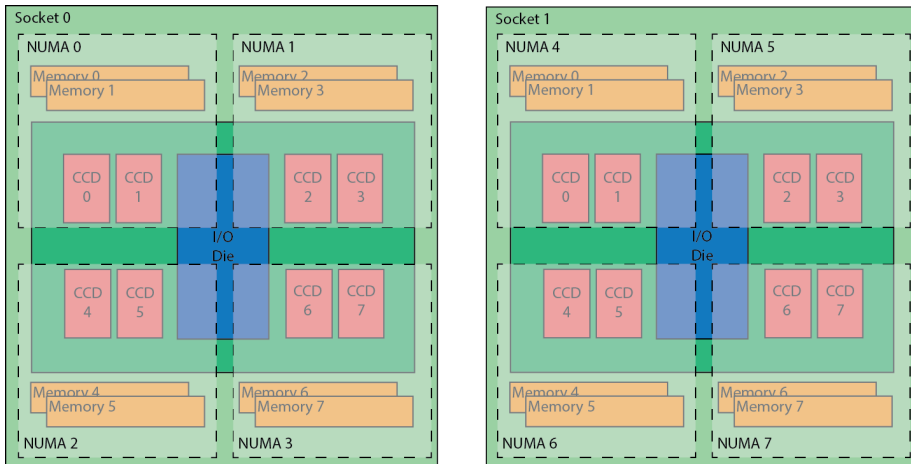 Socket 0
NUMA 0
NUMA 1
Memory 0
Memory 1
Memory 2
Memory 3
CCD
0
CCD
1
CCD
2
CCD
3
I/O
Die
CCD
4
CCD
5
CCD
6
CCD
7
Memory 4
Memory 5
Memory 6
Memory 7
NUMA 2
NUMA 3
Socket 1
NUMA 4
NUMA 5
Memory 0
Memory 1
Memory 2
Memory 3
CCD
0
CCD
1
CCD
2
CCD
3
I/O
Die
CCD
4
CCD
5
CCD
6
CCD
7
Memory 4
Memory 5
Memory 6
Memory 7
NUMA 6
NUMA 7